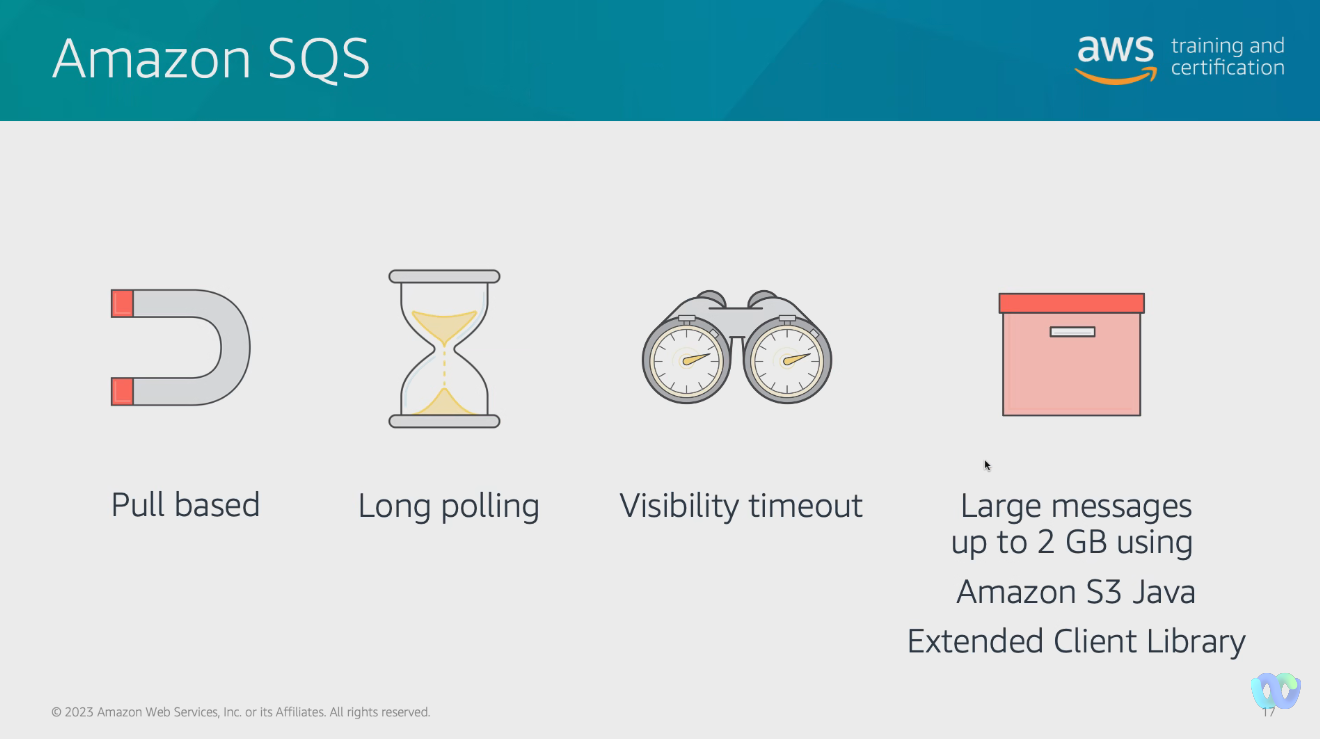 Amazon SQS
aws training and
certification
Pull based
Long polling
Visibility timeout
Large messages
up to 2 GB using
Amazon S3 Java
Extended Client Library
© 2023 Amazon Web Services, Inc. or its Affiliates. All rights reserved.
17